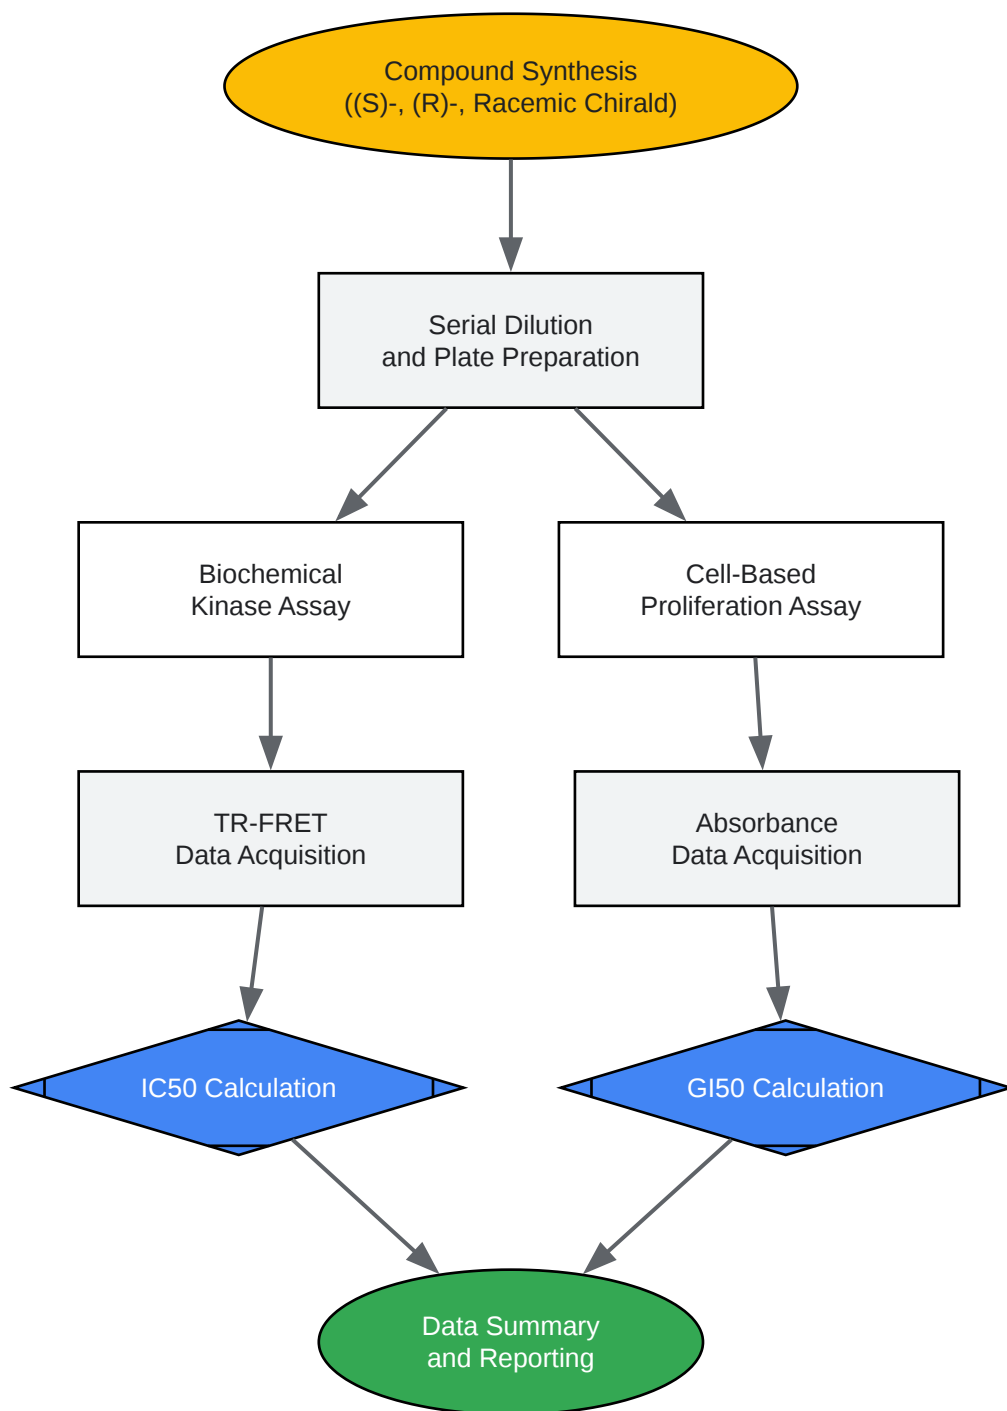 Compound Synthesis
((S)-, (R)-, Racemic Chirald)
Serial Dilution
and Plate Preparation
Biochemical
Kinase Assay
Cell-Based
Proliferation Assay
TR-FRET
Data Acquisition
Absorbance
Data Acquisition
IC50 Calculation
GI50 Calculation
Data Summary
and Reporting